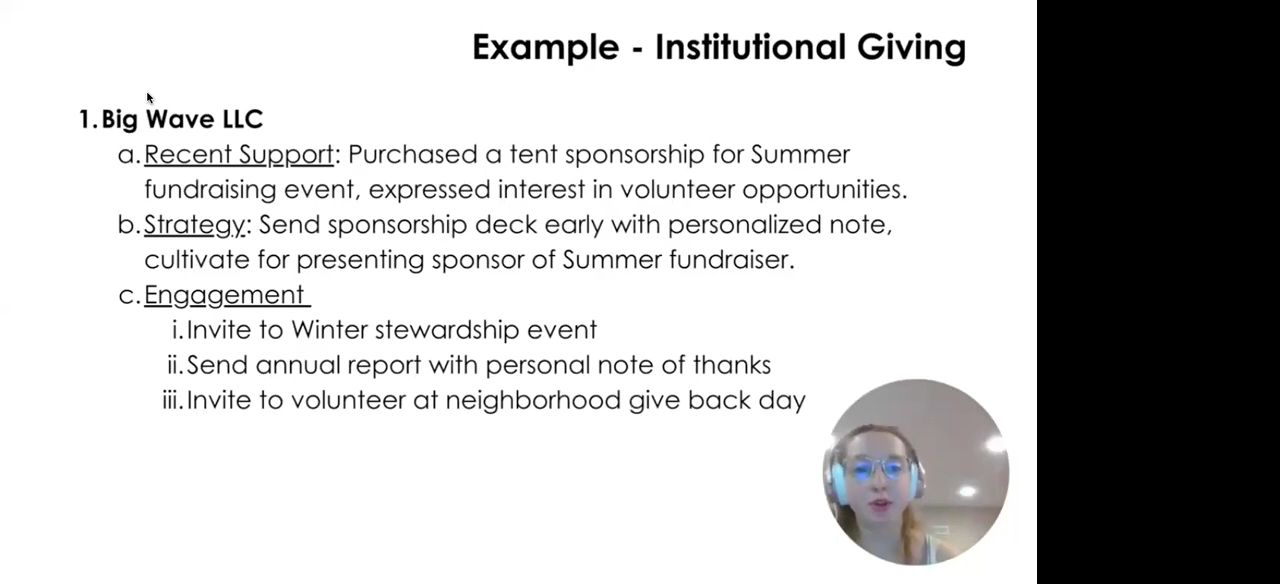 Example - Institutional Giving
1. Big Wave LLC
a. Recent Support: Purchased a tent sponsorship for Summer
fundraising event, expressed interest in volunteer opportunities.
b. Strategy: Send sponsorship deck early with personalized note,
cultivate for presenting sponsor of Summer fundraiser.
c. Engagement
i. Invite to Winter stewardship event
ii. Send annual report with personal note of thanks
iii. Invite to volunteer at neighborhood give back day